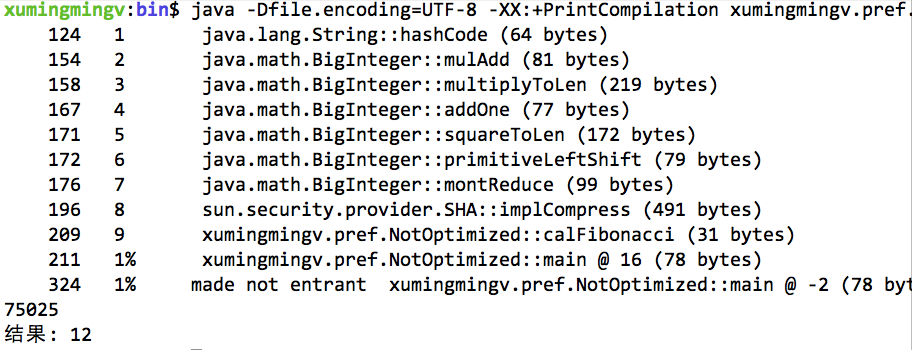 xumingmingv:bin$ java -Dfile.encoding=UTF-8 -XX:+PrintCompilation xumingmingv.pref.
124 1 java.lang.String::hashCode (64 bytes)
154 2 java.math.BigInteger::mulAdd (81 bytes)
158 3 java.math.BigInteger::multiplyToLen (219 bytes)
167 4 java.math.BigInteger::addOne (77 bytes)
171 5 java.math.BigInteger::squareToLen (172 bytes)
172 6 java.math.BigInteger::primitiveLeftShift (79 bytes)
176 7 java.math.BigInteger::montReduce (99 bytes)
196 8 sun.security.provider.SHA::implCompress (491 bytes)
209 9 xumingmingv.pref.NotOptimized::calFibonacci (31 bytes)
211 1% xumingmingv.pref.NotOptimized::main @ 16 (78 bytes)
324 1% made not entrant xumingmingv.pref.NotOptimized::main @ -2 (78 byt
75025
结果: 12